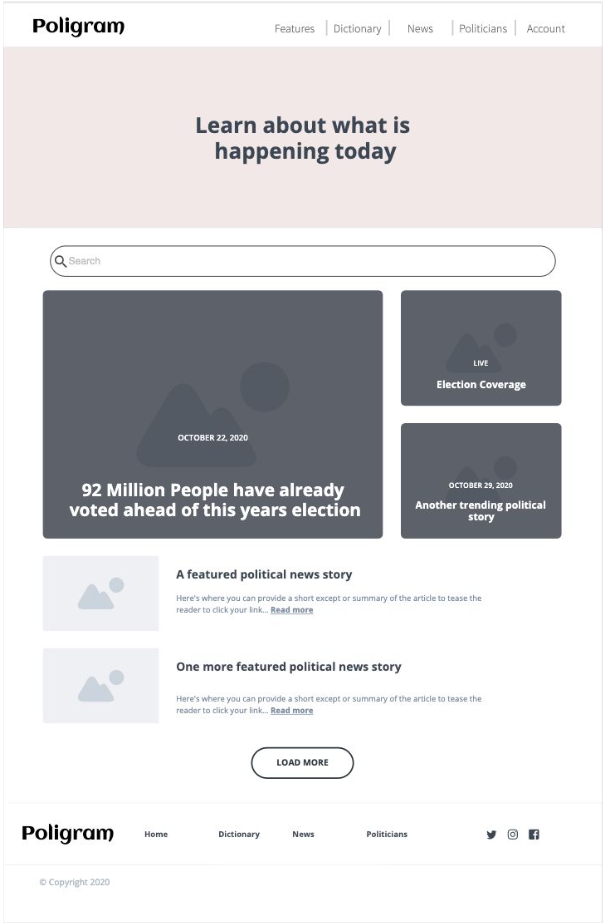 Poligram
Features Dictionary News Politicians Account
Learn about what is
happening today
Search
OCTOBER 22, 2020
92 Million People have already
voted ahead of this years election
LIVE
Election Coverage
OCTOBER 29, 2020
Another trending political
story
A featured political news story
Here's where you can provide a short except or summary of the article to tease the
reader to click your link... Read more
One more featured political news story
Here's where you can provide a short except or summary of the article to tease the
reader to click your link... Read more
LOAD MORE
Poligram
Home Dictionary News Politicians
© Copyright 2020